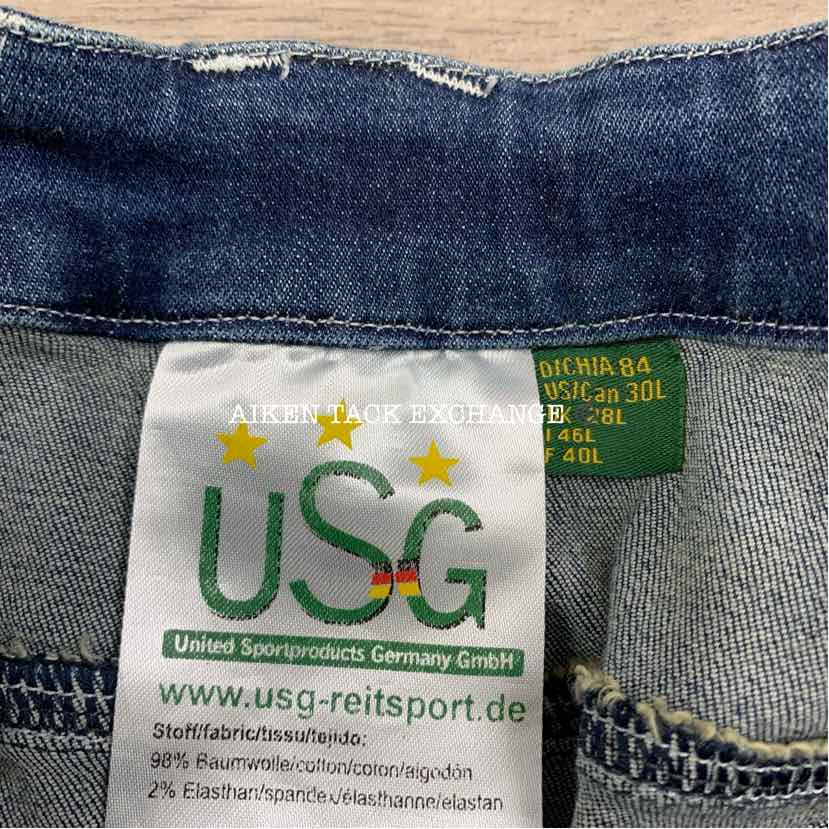 D/CH/A 84
US/Can 30L
28L
I 46L
F 40L
AIKEN TACK EXCHANGE
USG
United Sportproducts Germany GmbH
www.usg-reitsport.de
Stoff/fabric/tissu/tejido:
98% Baumwolle/cotton/coton/algodón
2% Elasthan/spandex/élasthanne/elastan